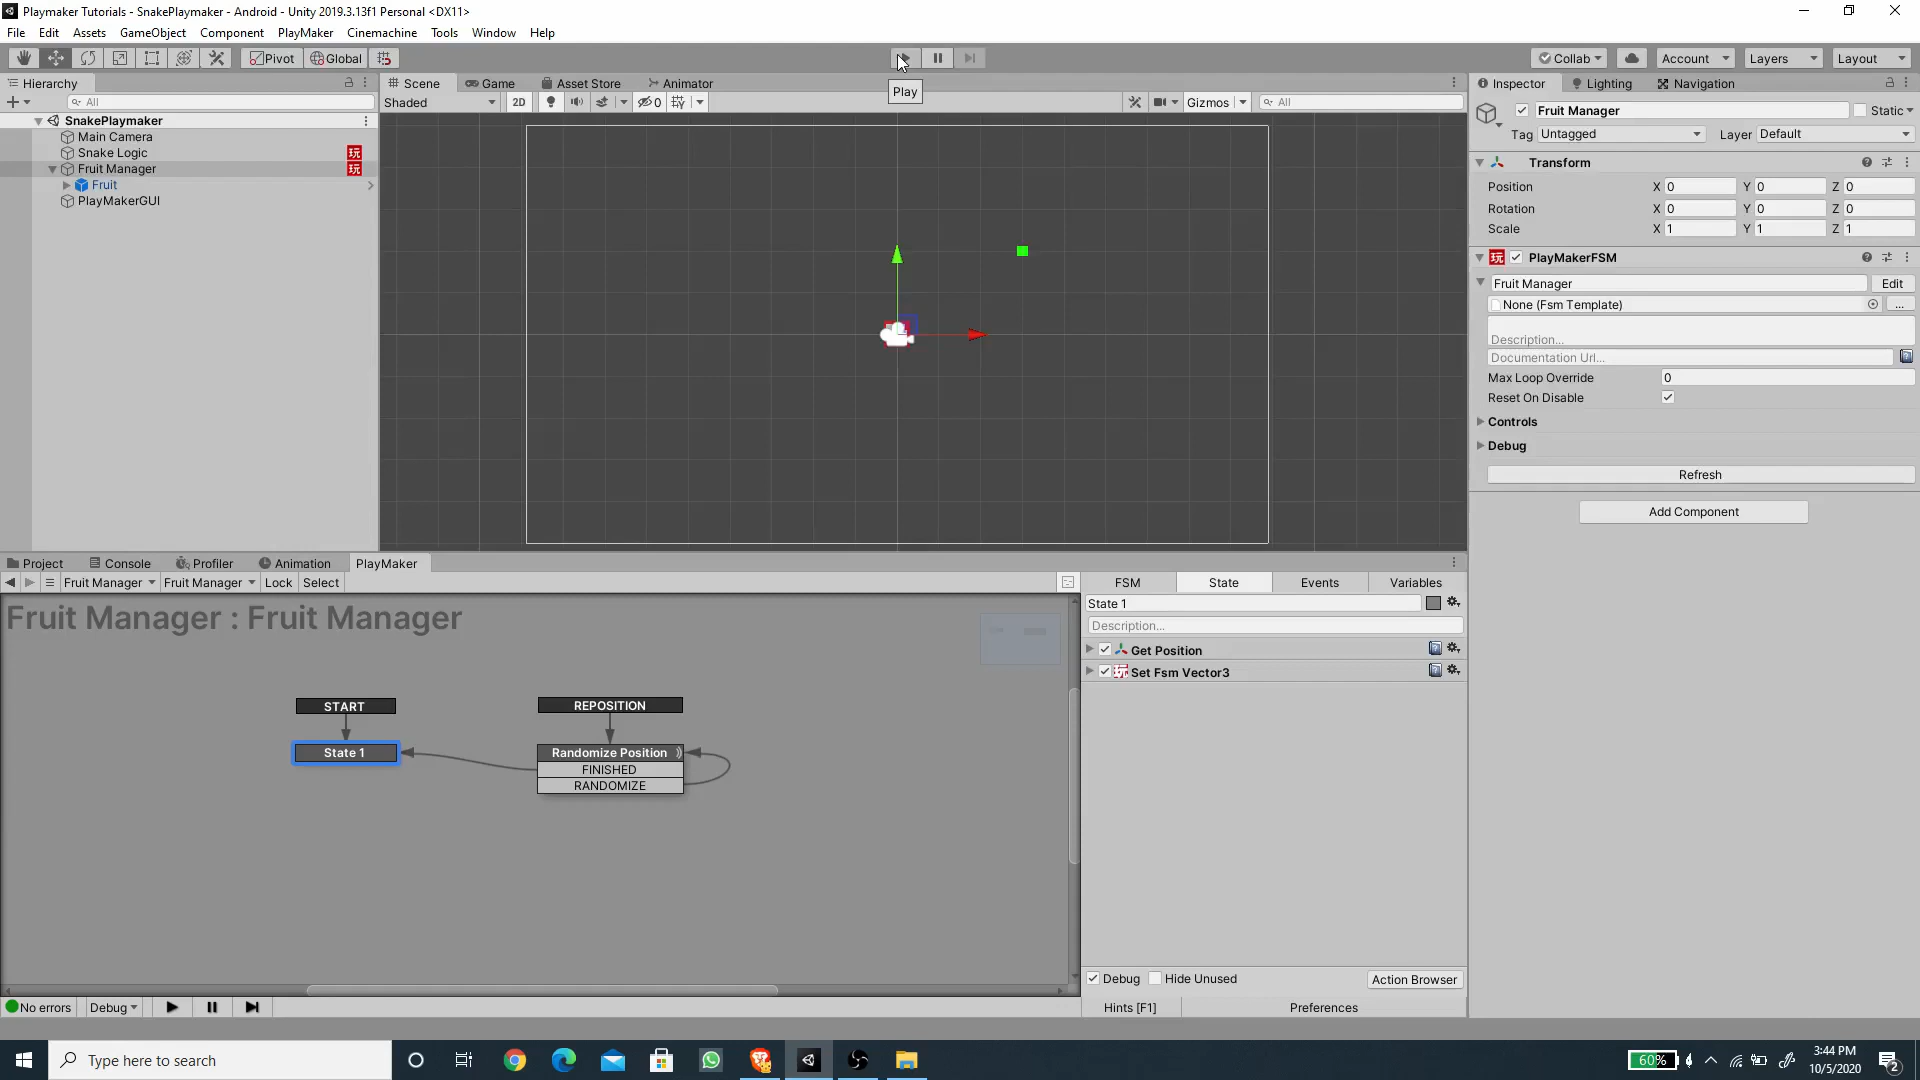 Playmaker Tutorials - SnakePlaymaker - Android - Unity 2019.3.13f1 Personal <DX11>
File Edit Assets GameObject Component PlayMaker Cinemachine Tools Window Help
Pivot Global Collab Account Layers Layout
Play
Hierarchy
All
SnakePlaymaker
Main Camera
Snake Logic 玩
Fruit Manager 玩
Fruit
PlayMakerGUI
Scene Game Asset Store Animator
Shaded 2D 0 Gizmos All
Inspector Lighting Navigation
Fruit Manager Static
Tag Untagged Layer Default
Transform
Position X 0 Y 0 Z 0
Rotation X 0 Y 0 Z 0
Scale X 1 Y 1 Z 1
玩 PlayMakerFSM
Fruit Manager Edit
None (Fsm Template) ...
Description...
Documentation Url...
Max Loop Override 0
Reset On Disable
Controls
Debug
Refresh
Add Component
Project Console Profiler Animation PlayMaker
Fruit Manager Fruit Manager Lock Select
Fruit Manager : Fruit Manager
START
State 1
REPOSITION
Randomize Position
FINISHED
RANDOMIZE
FSM State Events Variables
State 1
Description...
Get Position
Set Fsm Vector3
Debug Hide Unused Action Browser
No errors Debug Hints [F1] Preferences
Type here to search
60%
3:44 PM
10/5/2020
2